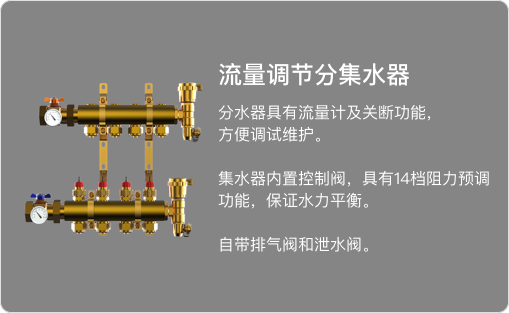 流量调节分集水器
分水器具有流量计及关断功能，
方便调试维护。
集水器内置控制阀，具有14档阻力预调
功能，保证水力平衡。
自带排气阀和泄水阀。